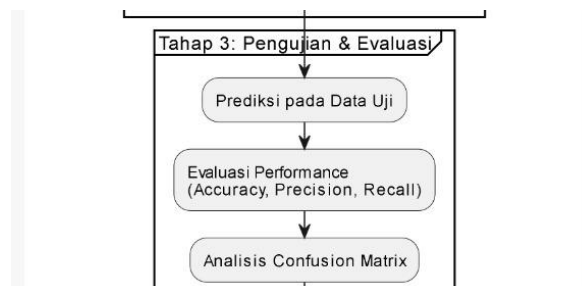 Tahap 3: Pengujian & Evaluasi
Prediksi pada Data Uji
Evaluasi Performance
(Accuracy, Precision, Recall)
Analisis Confusion Matrix